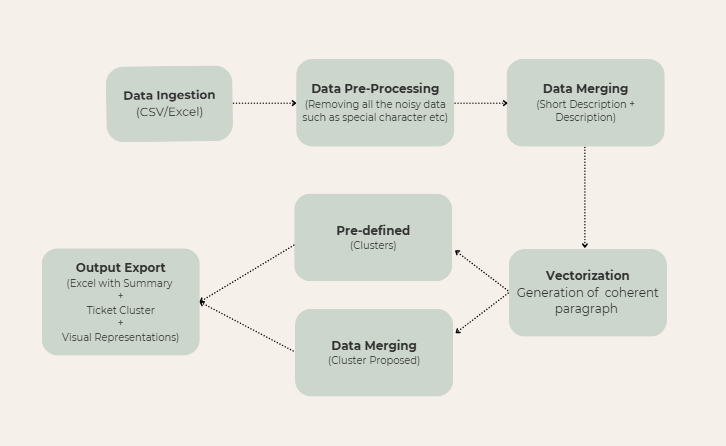 Data Ingestion
(CSV/Excel)
Data Pre-Processing
(Removing all the noisy data
such as special character etc)
Data Merging
(Short Description +
Description)
Vectorization
Generation of coherent
paragraph
Pre-defined
(Clusters)
Data Merging
(Cluster Proposed)
Output Export
(Excel with Summary
+
Ticket Cluster
+
Visual Representations)